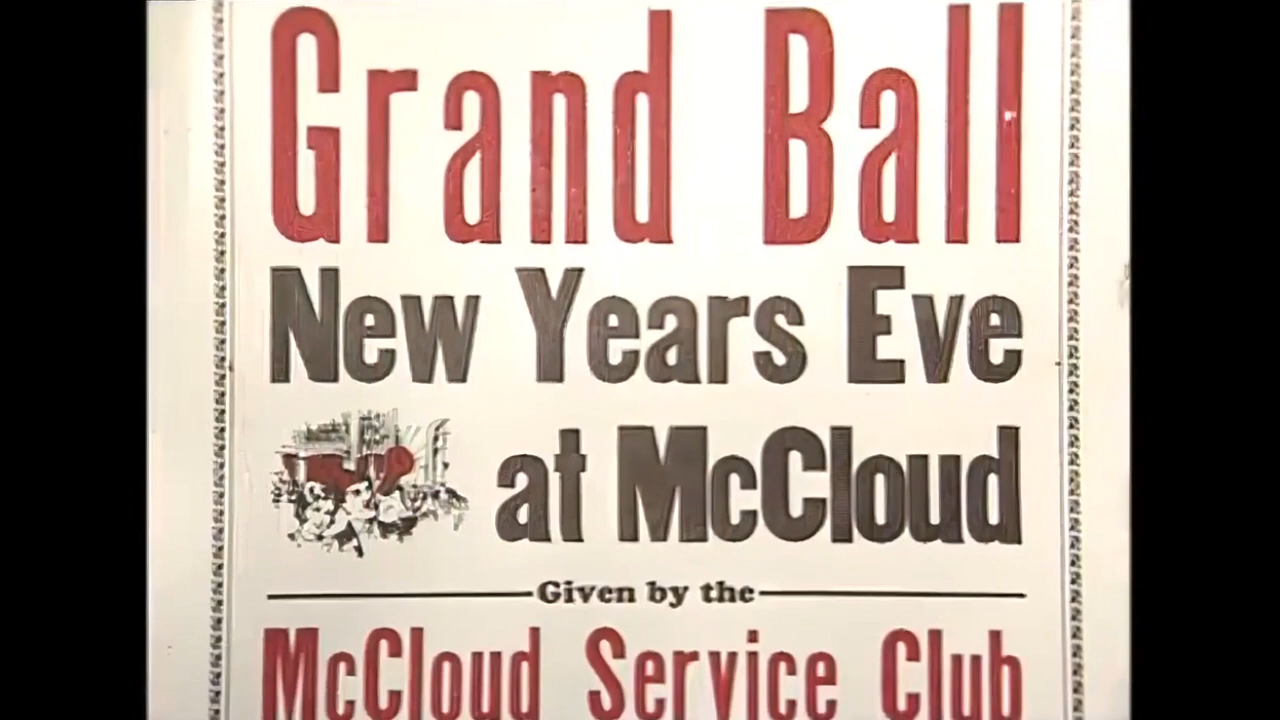 Grand Ball
New Years Eve
at McCloud
Given by the
McCloud Service Club